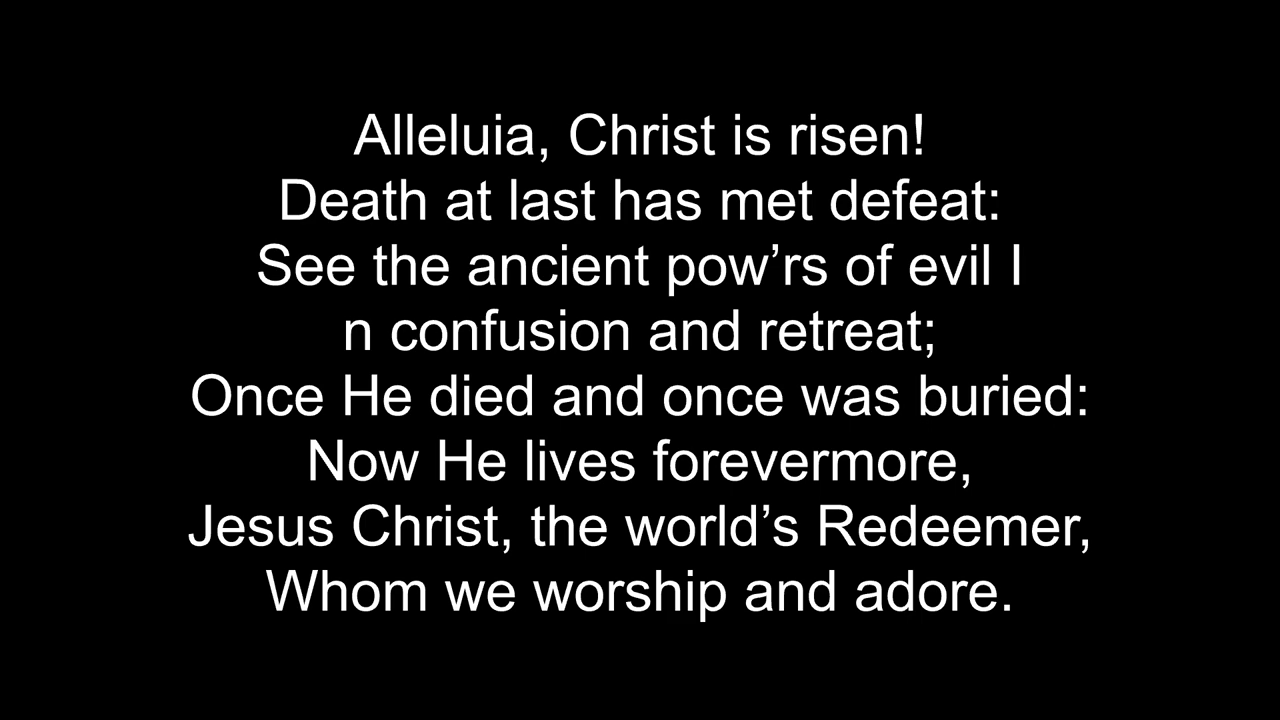 Alleluia, Christ is risen!
Death at last has met defeat:
See the ancient pow’rs of evil I
n confusion and retreat;
Once He died and once was buried:
Now He lives forevermore,
Jesus Christ, the world’s Redeemer,
Whom we worship and adore.